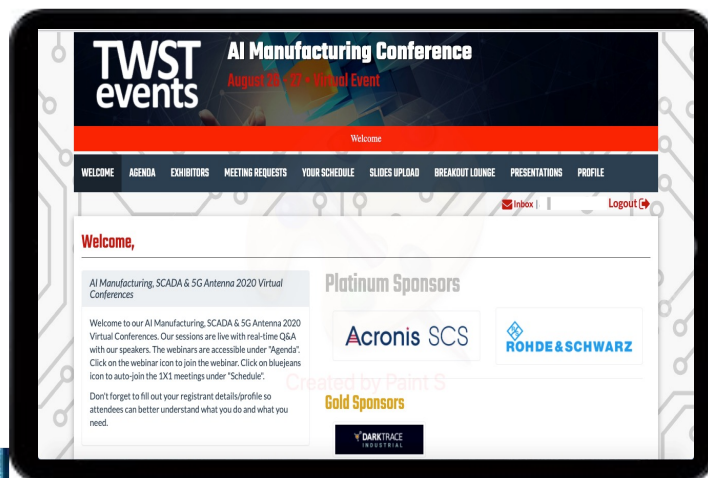 TWST
events
AI Manufacturing Conference
August 26 - 27 - Virtual Event
Welcome
WELCOME AGENDA EXHIBITORS MEETING REQUESTS YOUR SCHEDULE SLIDES UPLOAD BREAKOUT LOUNGE PRESENTATIONS PROFILE
Inbox | Logout
Welcome,
AI Manufacturing, SCADA & 5G Antenna 2020 Virtual
Conferences
Welcome to our AI Manufacturing, SCADA & 5G Antenna 2020
Virtual Conferences. Our sessions are live with real-time Q&A
with our speakers. The webinars are accessible under "Agenda".
Click on the webinar icon to join the webinar. Click on bluejeans
icon to auto-join the 1X1 meetings under "Schedule".
Don't forget to fill out your registrant details/profile so
attendees can better understand what you do and what you
need.
Platinum Sponsors
Acronis SCS
ROHDE & SCHWARZ
Created by Paint S
Gold Sponsors
DARKTRACE
INDUSTRIAL